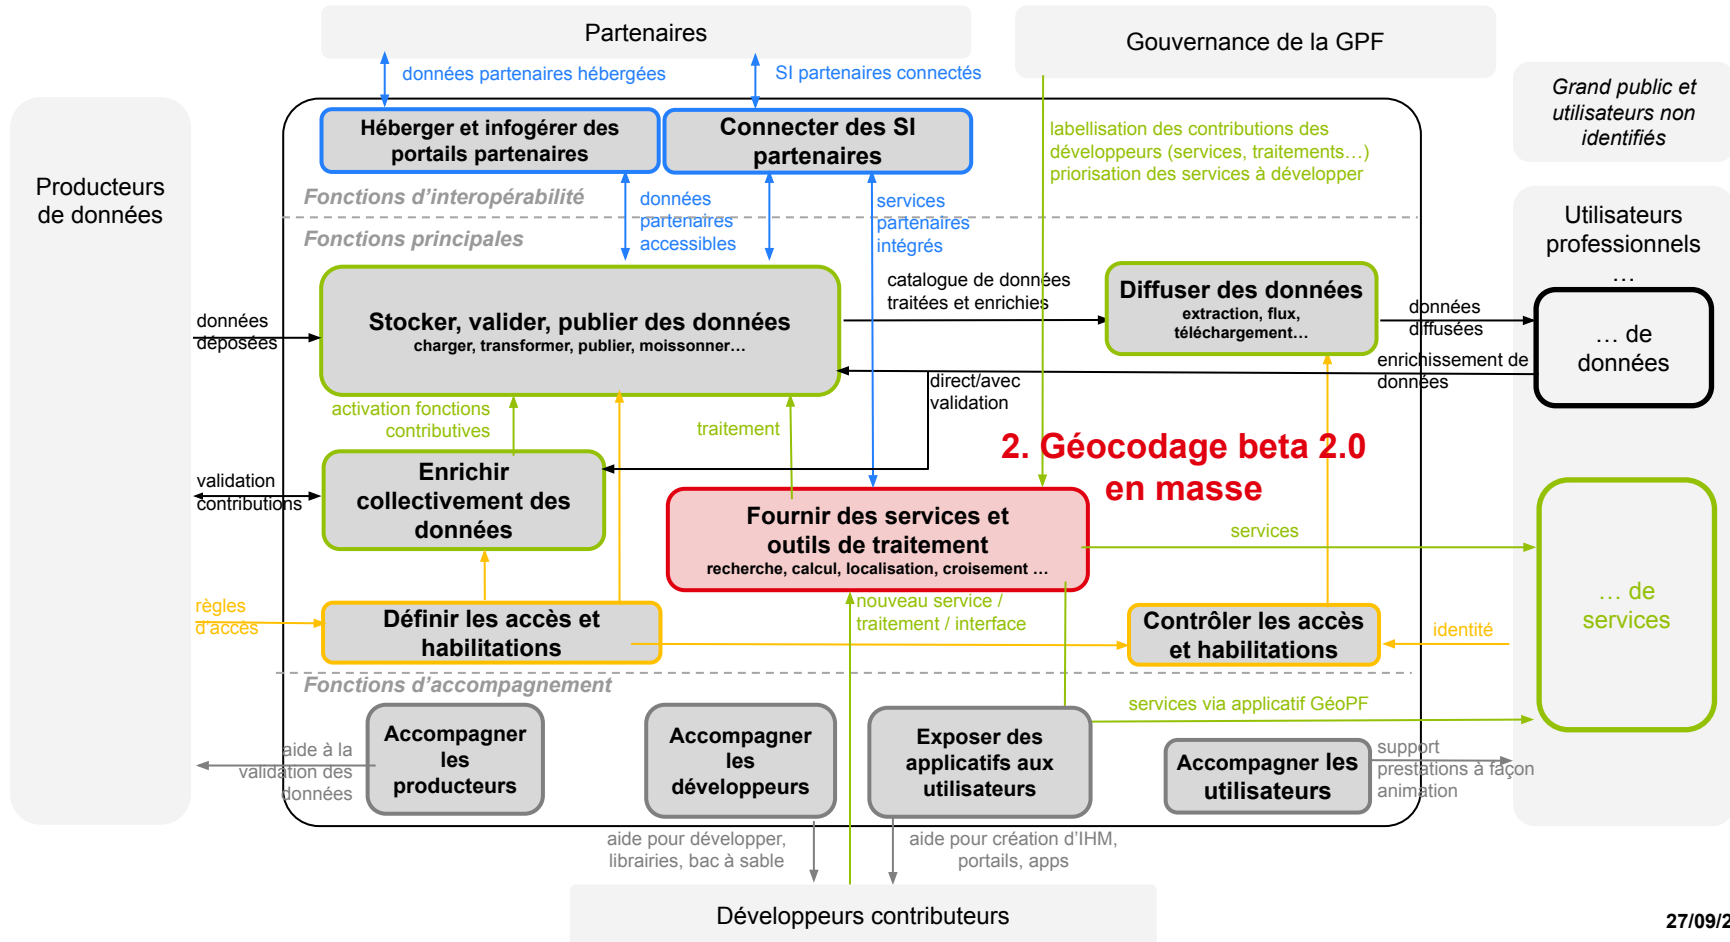 Partenaires
Gouvernance de la GPF
données partenaires hébergées
SI partenaires connectés
Grand public et
utilisateurs non
identifiés
Héberger et infogérer des
portails partenaires
Connecter des SI
partenaires
labellisation des contributions des
développeurs (services, traitements…)
priorisation des services à développer
Producteurs
de données
Fonctions d'interopérabilité
données
partenaires
accessibles
services
partenaires
intégrés
Utilisateurs
professionnels
…
Fonctions principales
catalogue de données
traitées et enrichies
Diffuser des données
extraction, flux,
téléchargement…
données
diffusées
données
déposées
Stocker, valider, publier des données
charger, transformer, publier, moissonner…
… de
données
enrichissement de
données
direct/avec
validation
activation fonctions
contributives
traitement
2. Géocodage beta 2.0
en masse
validation
contributions
Enrichir
collectivement des
données
Fournir des services et
outils de traitement
recherche, calcul, localisation, croisement …
services
… de
services
règles
d'accès
Définir les accès et
habilitations
nouveau service /
traitement / interface
Contrôler les accès
et habilitations
identité
Fonctions d'accompagnement
services via applicatif GéoPF
aide à la
validation des
données
Accompagner
les
producteurs
Accompagner
les
développeurs
Exposer des
applicatifs aux
utilisateurs
Accompagner les
utilisateurs
support
prestations à façon
animation
aide pour développer,
librairies, bac à sable
aide pour création d'IHM,
portails, apps
Développeurs contributeurs
27/09/2